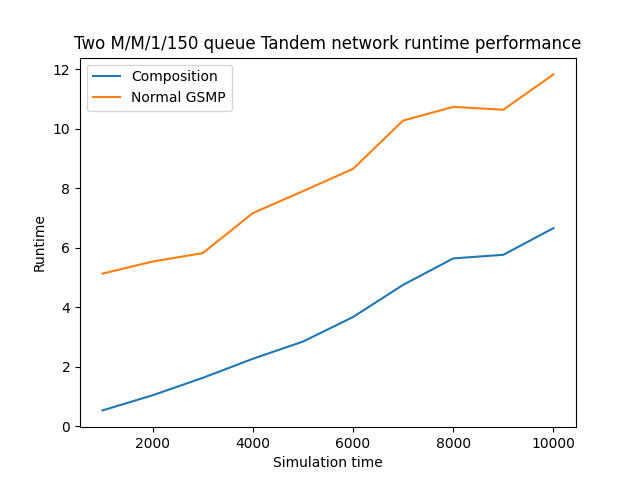 Two M/M/1/150 queue Tandem network runtime performance
Composition
Normal GSMP
12
10
8
6
4
2
0
Runtime
2000 4000 6000 8000 10000
Simulation time